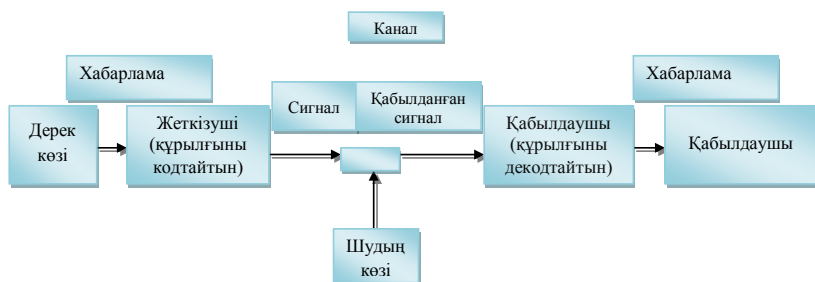 Канал
Хабарлама
Хабарлама
Сигнал
Қабылданған
сигнал
Дерек
көзі
Жеткізуші
(құрылғыны
кодтайтын)
Қабылдаушы
(құрылғыны
декодтайтын)
Қабылдаушы
Шудың
көзі